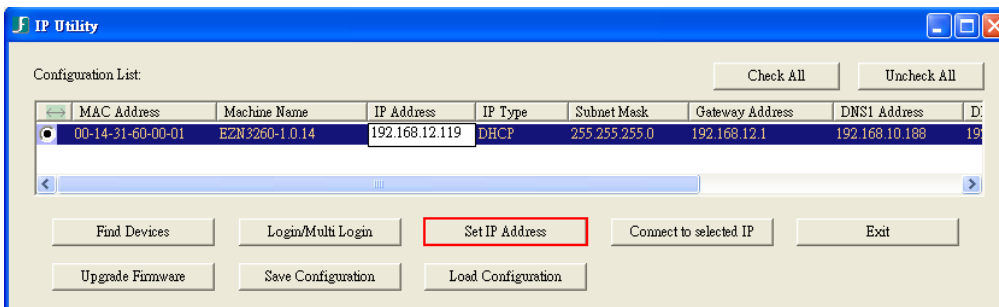 IP Utility
Configuration List:
Check All Uncheck All
MAC Address Machine Name IP Address IP Type Subnet Mask Gateway Address DNS1 Address D
00-14-31-60-00-01 EZN3260-1.0.14 192.168.12.119 DHCP 255.255.255.0 192.168.12.1 192.168.10.188 19
Find Devices Login/Multi Login Set IP Address Connect to selected IP Exit
Upgrade Firmware Save Configuration Load Configuration